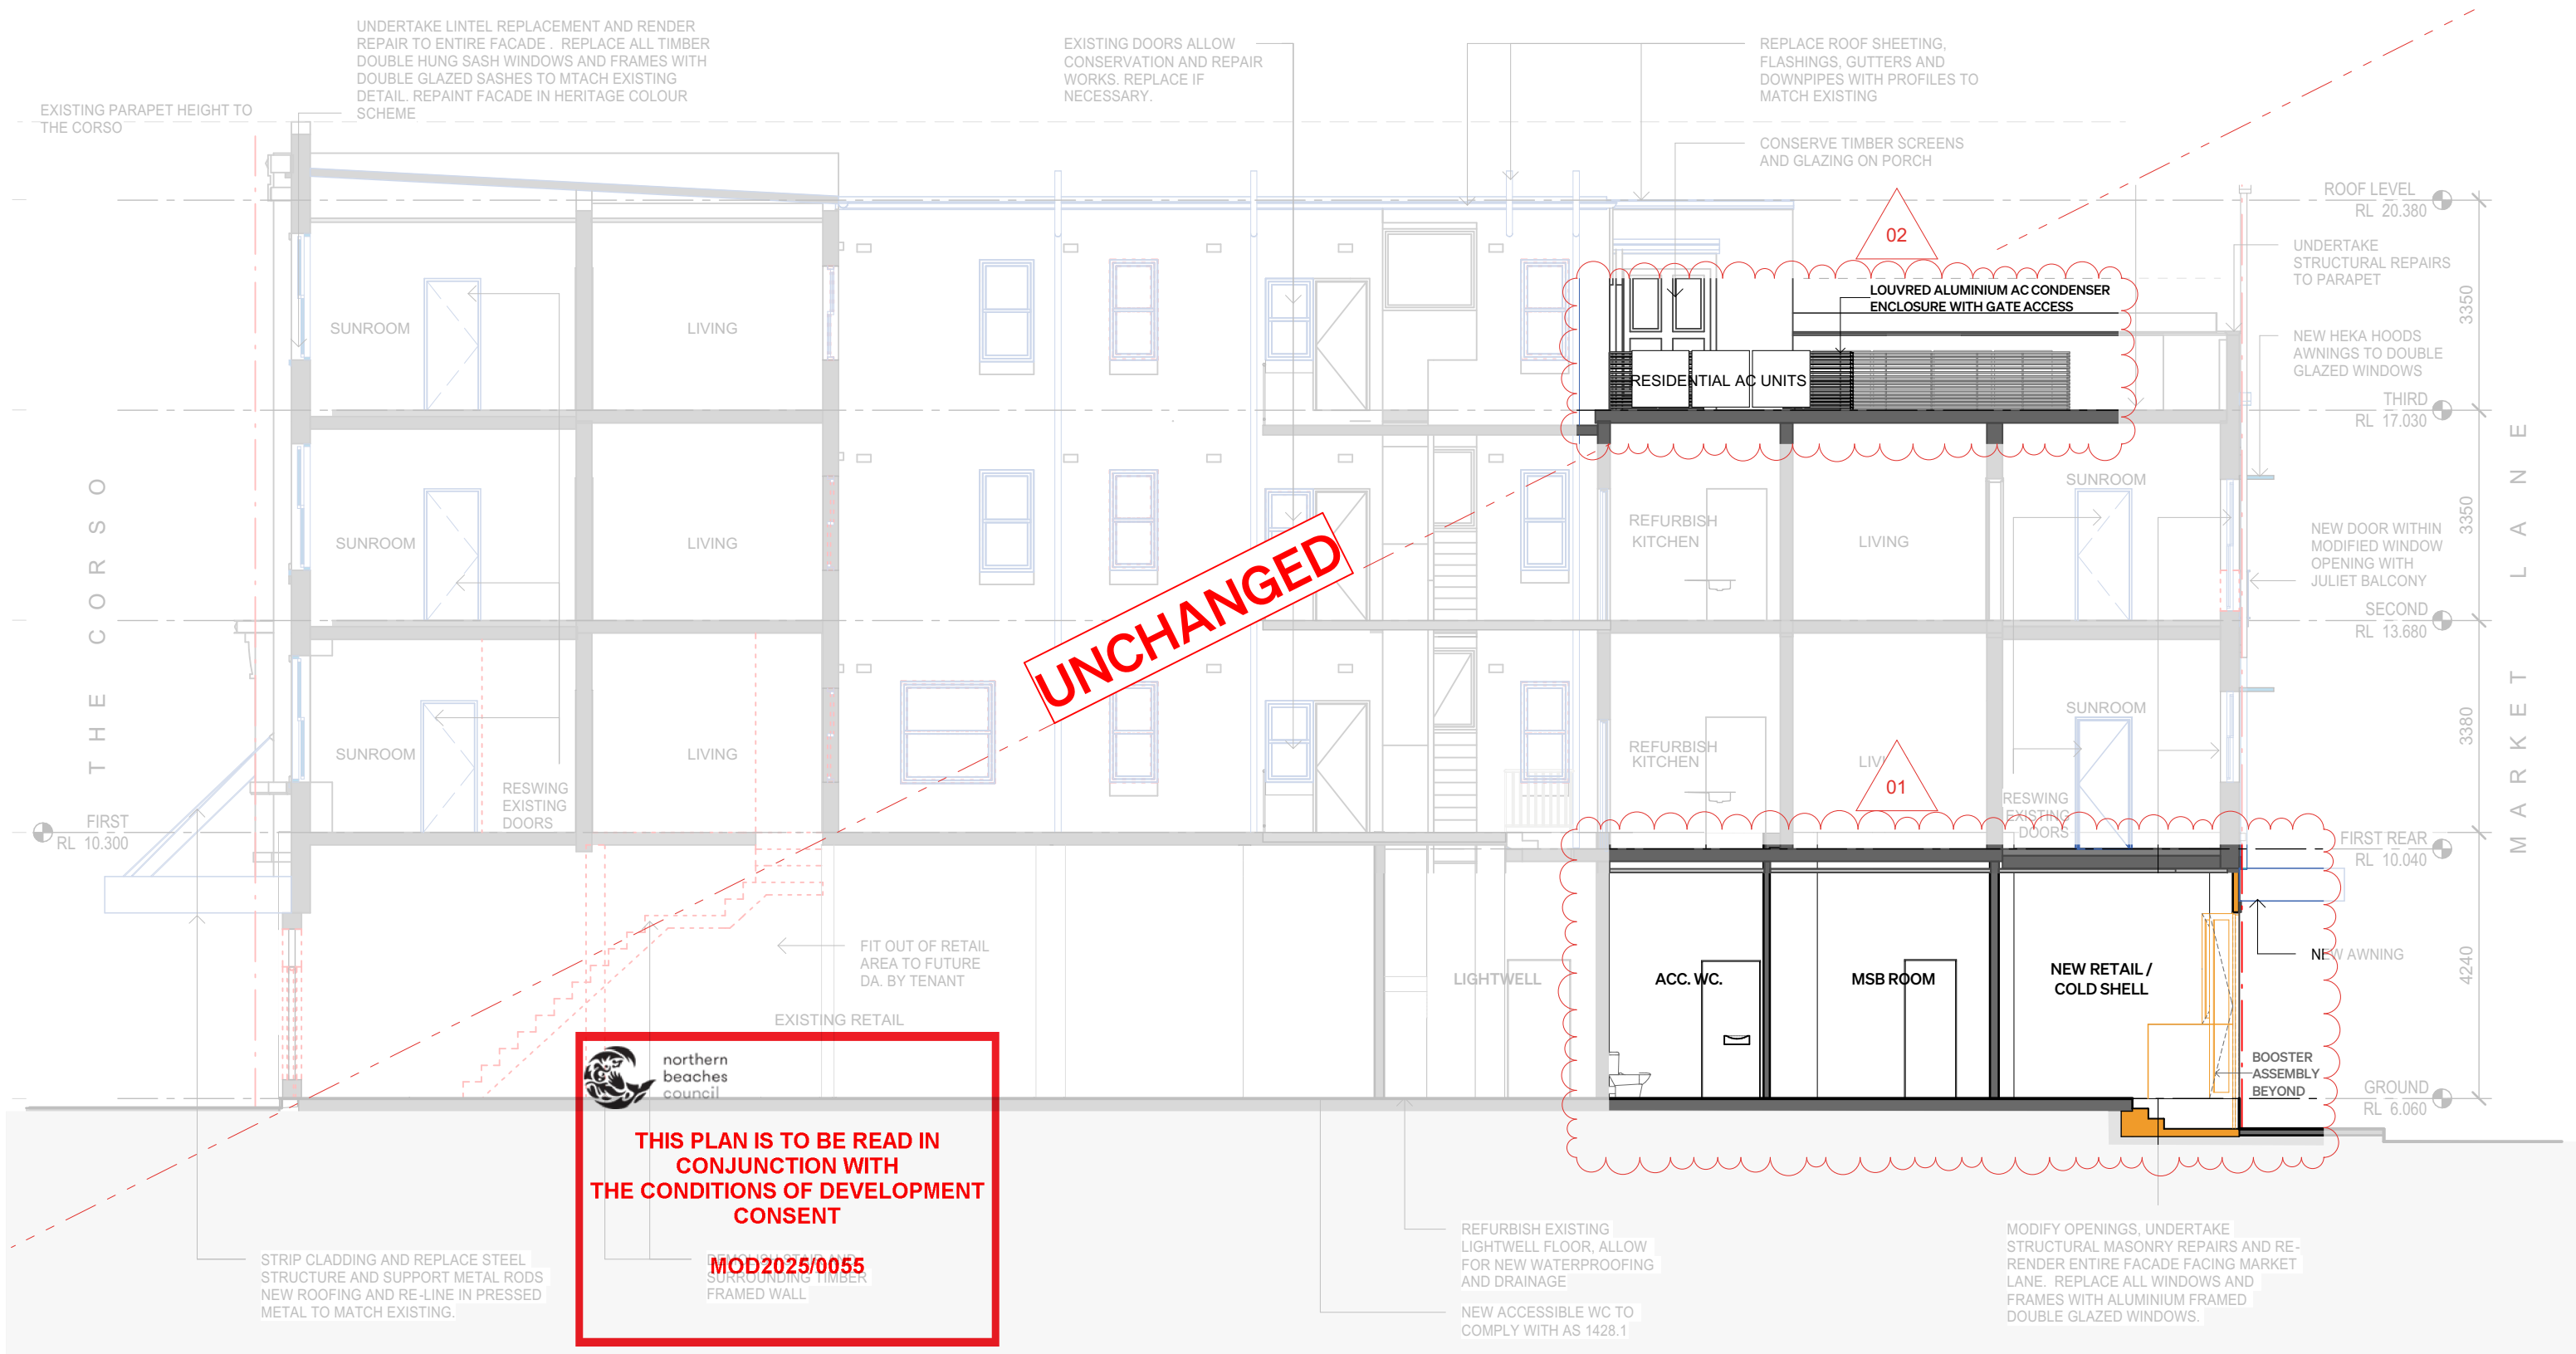 UNDERTAKE LINTEL REPLACEMENT AND RENDER
REPAIR TO ENTIRE FACADE . REPLACE ALL TIMBER
DOUBLE HUNG SASH WINDOWS AND FRAMES WITH
DOUBLE GLAZED SASHES TO MTACH EXISTING
DETAIL. REPAINT FACADE IN HERITAGE COLOUR
SCHEME
EXISTING PARAPET HEIGHT TO
THE CORSO
EXISTING DOORS ALLOW
CONSERVATION AND REPAIR
WORKS. REPLACE IF
NECESSARY.
REPLACE ROOF SHEETING,
FLASHINGS, GUTTERS AND
DOWNPIPES WITH PROFILES TO
MATCH EXISTING
CONSERVE TIMBER SCREENS
AND GLAZING ON PORCH
ROOF LEVEL
RL 20.380
02
UNDERTAKE
STRUCTURAL REPAIRS
TO PARAPET
LOUVRED ALUMINIUM AC CONDENSER
ENCLOSURE WITH GATE ACCESS
3350
SUNROOM
LIVING
NEW HEKA HOODS
AWNINGS TO DOUBLE
GLAZED WINDOWS
RESIDENTIAL AC UNITS
THIRD
RL 17.030
THE CORSO
MARKET LANE
SUNROOM
LIVING
REFURBISH
KITCHEN
LIVING
SUNROOM
3350
NEW DOOR WITHIN
MODIFIED WINDOW
OPENING WITH
JULIET BALCONY
UNCHANGED
SECOND
RL 13.680
SUNROOM
LIVING
REFURBISH
KITCHEN
LIVI
SUNROOM
3380
01
RESWING
EXISTING
DOORS
RESWING
EXISTING
DOORS
FIRST
RL 10.300
FIRST REAR
RL 10.040
FIT OUT OF RETAIL
AREA TO FUTURE
DA. BY TENANT
EXISTING RETAIL
LIGHTWELL
ACC. WC.
MSB ROOM
NEW RETAIL /
COLD SHELL
NEW AWNING
4240
BOOSTER
ASSEMBLY
BEYOND
GROUND
RL 6.060
northern
beaches
council
THIS PLAN IS TO BE READ IN
CONJUNCTION WITH
THE CONDITIONS OF DEVELOPMENT
CONSENT
MOD2025/0055
STRIP CLADDING AND REPLACE STEEL
STRUCTURE AND SUPPORT METAL RODS
NEW ROOFING AND RE-LINE IN PRESSED
METAL TO MATCH EXISTING.
DEMOLISH STAIR AND
SURROUNDING TIMBER
FRAMED WALL
REFURBISH EXISTING
LIGHTWELL FLOOR, ALLOW
FOR NEW WATERPROOFING
AND DRAINAGE
NEW ACCESSIBLE WC TO
COMPLY WITH AS 1428.1
MODIFY OPENINGS, UNDERTAKE
STRUCTURAL MASONRY REPAIRS AND RE-
RENDER ENTIRE FACADE FACING MARKET
LANE. REPLACE ALL WINDOWS AND
FRAMES WITH ALUMINIUM FRAMED
DOUBLE GLAZED WINDOWS.